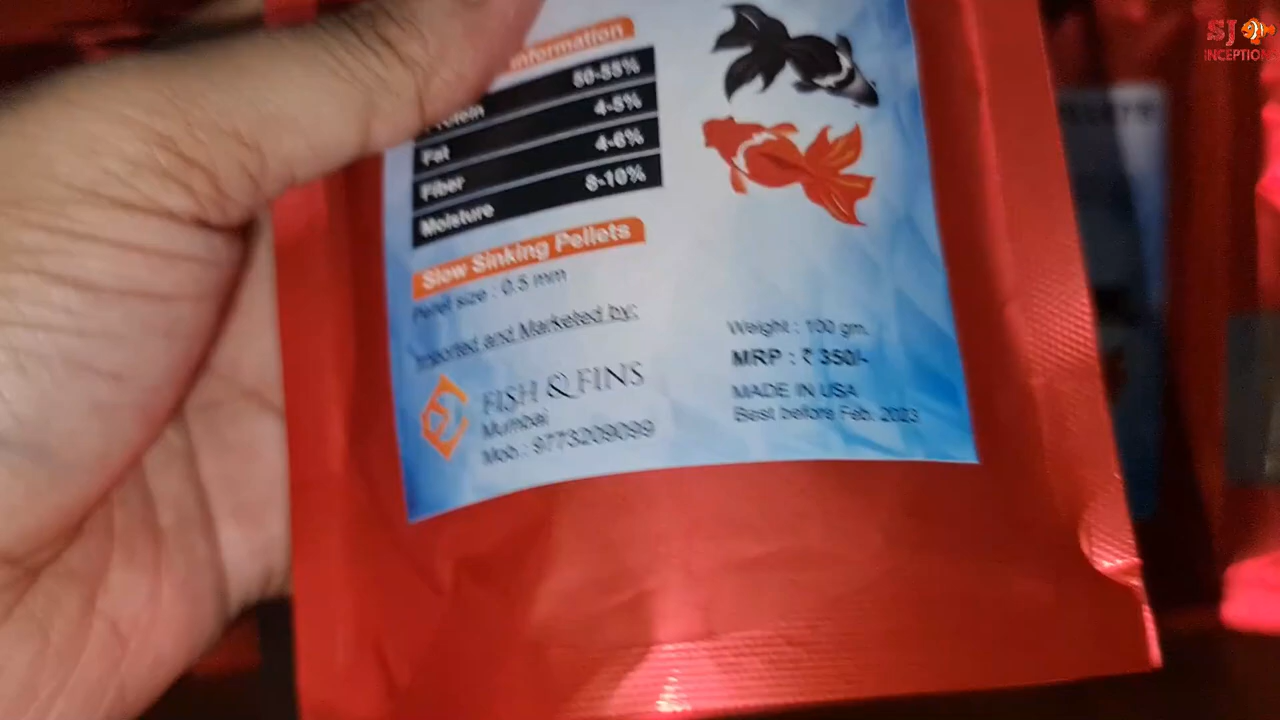 SJ
INCEPTIONS
Information
Protein 50-55%
Fat 4-5%
Fiber 4-6%
Moisture 8-10%
Slow Sinking Pellets
Pellet size : 0.5 mm
Imported and Marketed by:
FISH & FINS
Mumbai
Mob.: 9773209099
Weight : 100 gm.
MRP : ₹ 350/-
MADE IN USA
Best before Feb. 2023